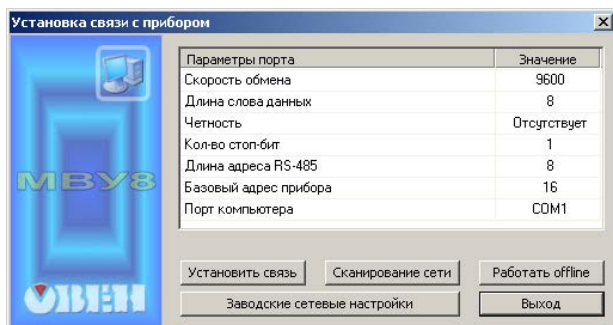 Установка связи с прибором
Параметры порта Значение
Скорость обмена 9600
Длина слова данных 8
Четность Отсутствует
Кол-во стоп-бит 1
Длина адреса RS-485 8
Базовый адрес прибора 16
Порт компьютера COM1
МВУ8
ОВЕН
Установить связь Сканирование сети Работать offline
Заводские сетевые настройки Выход